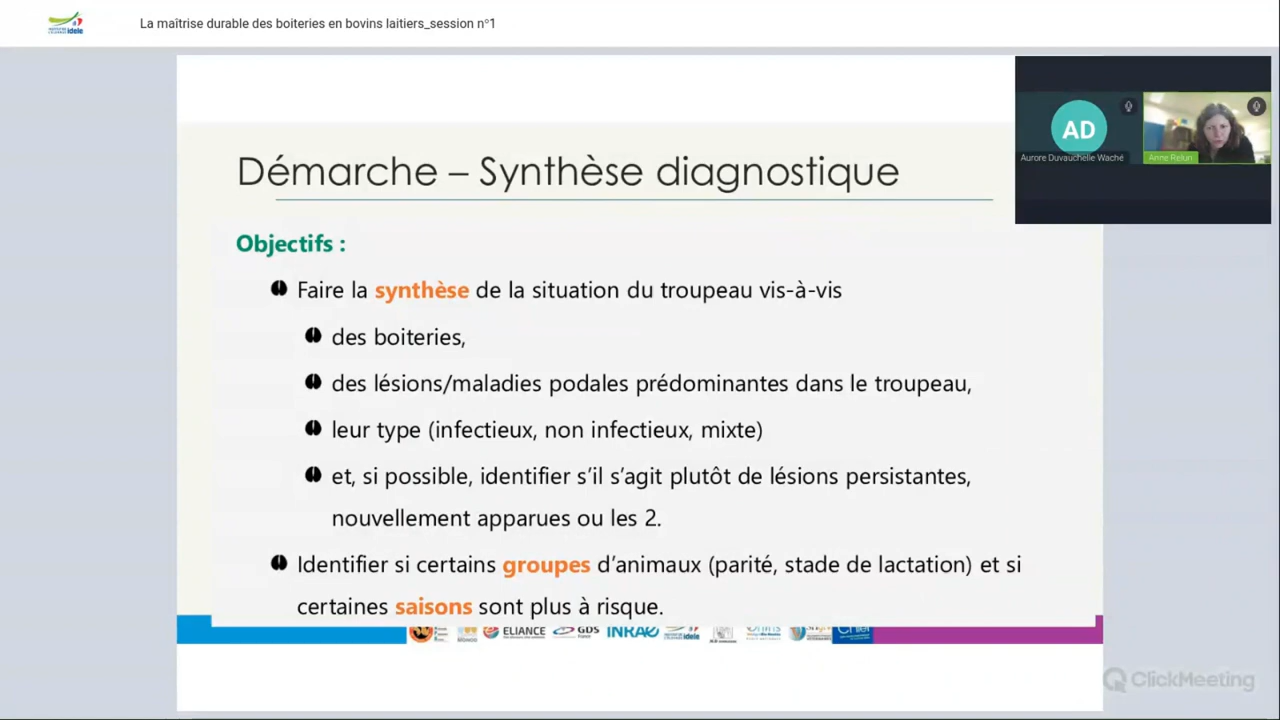 idele
La maîtrise durable des boiteries en bovins laitiers_session n°1
AD
Aurore Duvauchelle Waché
Anne Relun
Démarche – Synthèse diagnostique
Objectifs :
Faire la synthèse de la situation du troupeau vis-à-vis
des boiteries,
des lésions/maladies podales prédominantes dans le troupeau,
leur type (infectieux, non infectieux, mixte)
et, si possible, identifier s’il s’agit plutôt de lésions persistantes,
nouvellement apparues ou les 2.
Identifier si certains groupes d’animaux (parité, stade de lactation) et si
certaines saisons sont plus à risque.
ELIANCE
GDS
INRAE
idele
ClickMeeting